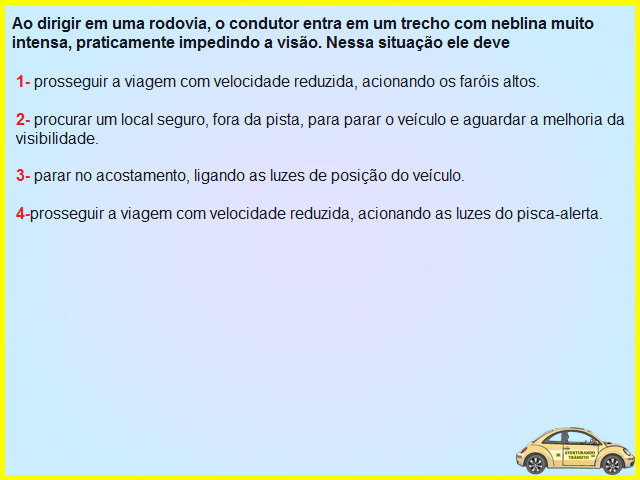 Ao dirigir em uma rodovia, o condutor entra em um trecho com neblina muito
intensa, praticamente impedindo a visão. Nessa situação ele deve
1- prosseguir a viagem com velocidade reduzida, acionando os faróis altos.
2- procurar um local seguro, fora da pista, para parar o veículo e aguardar a melhoria da
visibilidade.
3- parar no acostamento, ligando as luzes de posição do veículo.
4-prosseguir a viagem com velocidade reduzida, acionando as luzes do pisca-alerta.
AVENTURANDO
TRÂNSITO